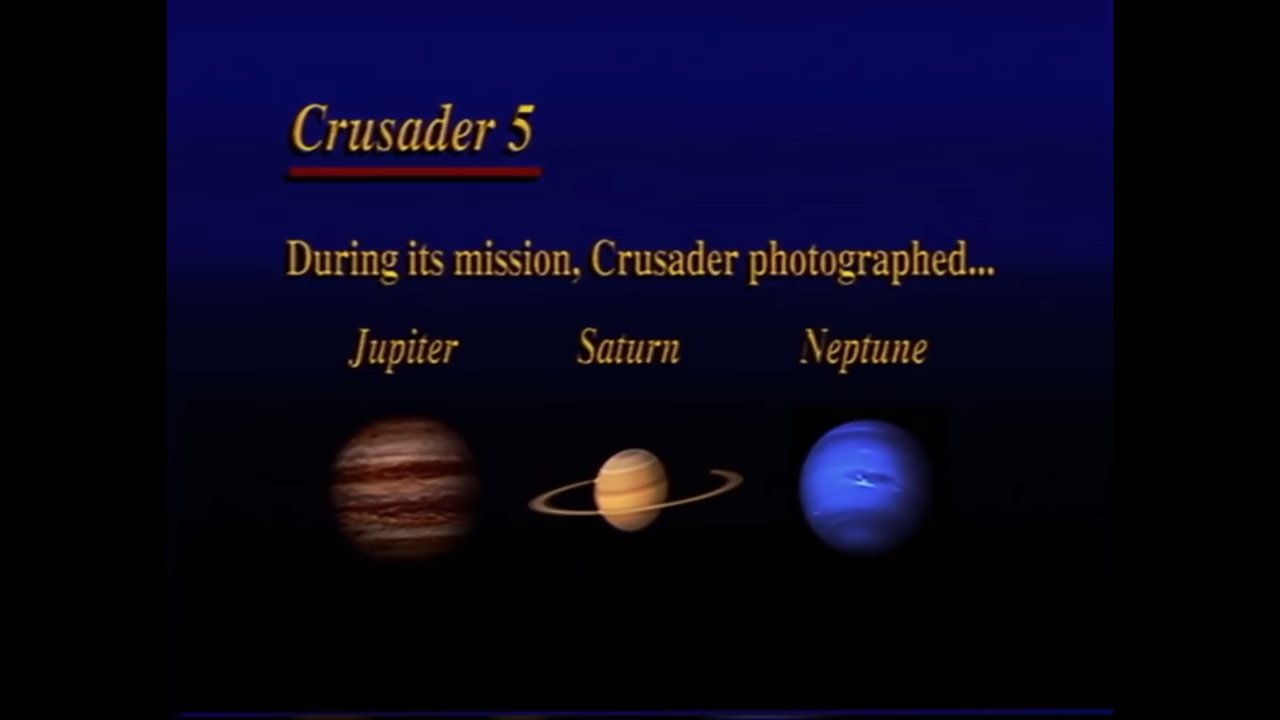 Crusader 5
During its mission, Crusader photographed...
Jupiter Saturn Neptune